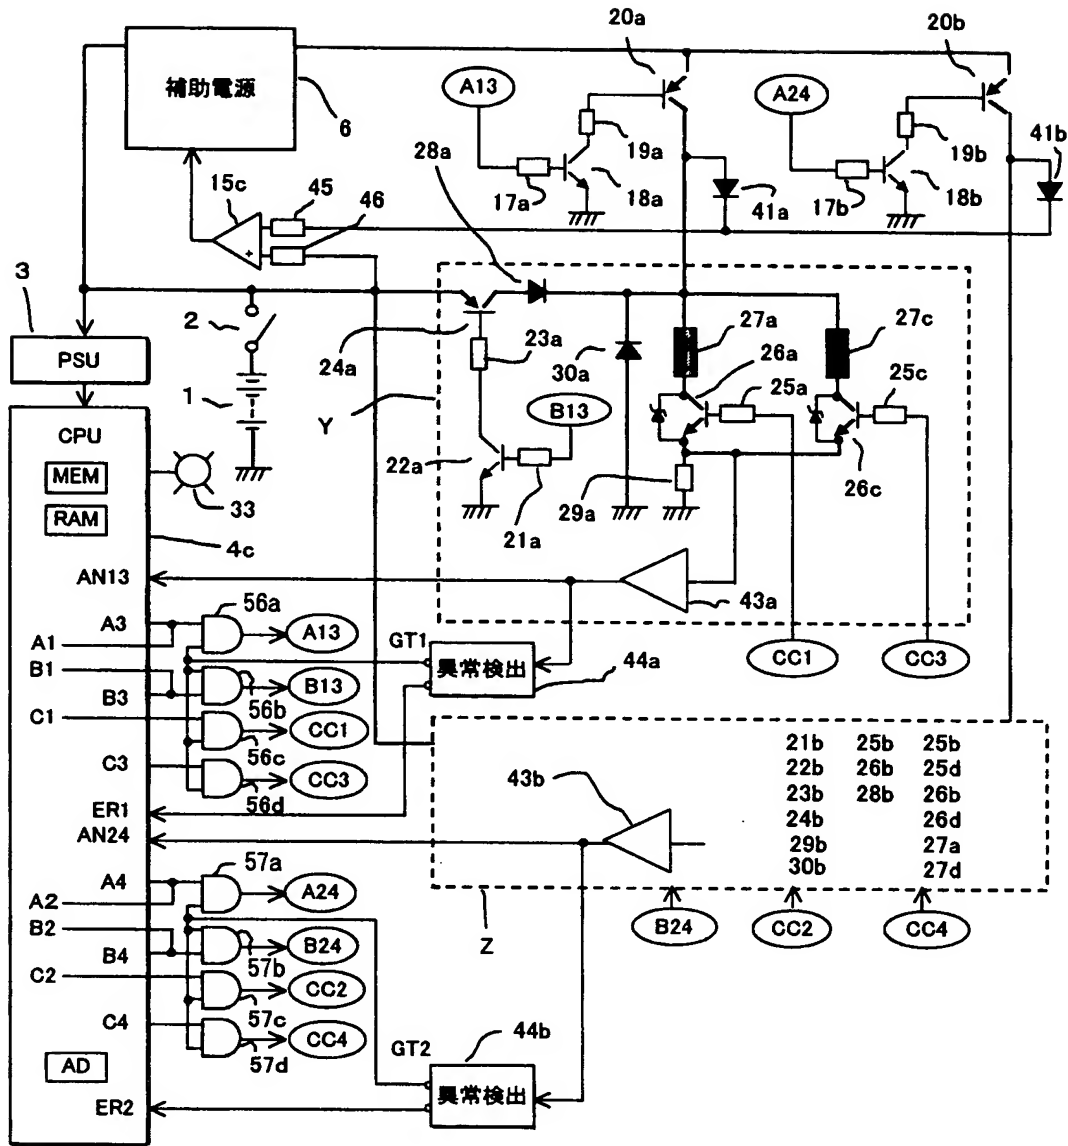 20a
20b
補助電源
6
A13
A24
19a
19b
41b
28a
17a
18a
41a
17b
18b
15c
45
46
3
2
PSU
24a
23a
30a
27a
27c
26a
25a
25c
1
Y
B13
CPU
22a
MEM
33
29a
26c
RAM
21a
4c
AN13
43a
56a
A3
A13
GT1
CC1
CC3
A1
異常検出
44a
B1
B13
B3
56b
C1
CC1
56c
21b 25b 25b
C3
CC3
43b
22b 26b 25d
56d
23b 28b 26b
ER1
24b 26d
AN24
29b 27a
57a
30b 27d
A4
A24
A2
B2
B24
B24
Z
CC2
CC4
B4
57b
C2
CC2
57c
C4
CC4
44b
57d
GT2
AD
異常検出
ER2